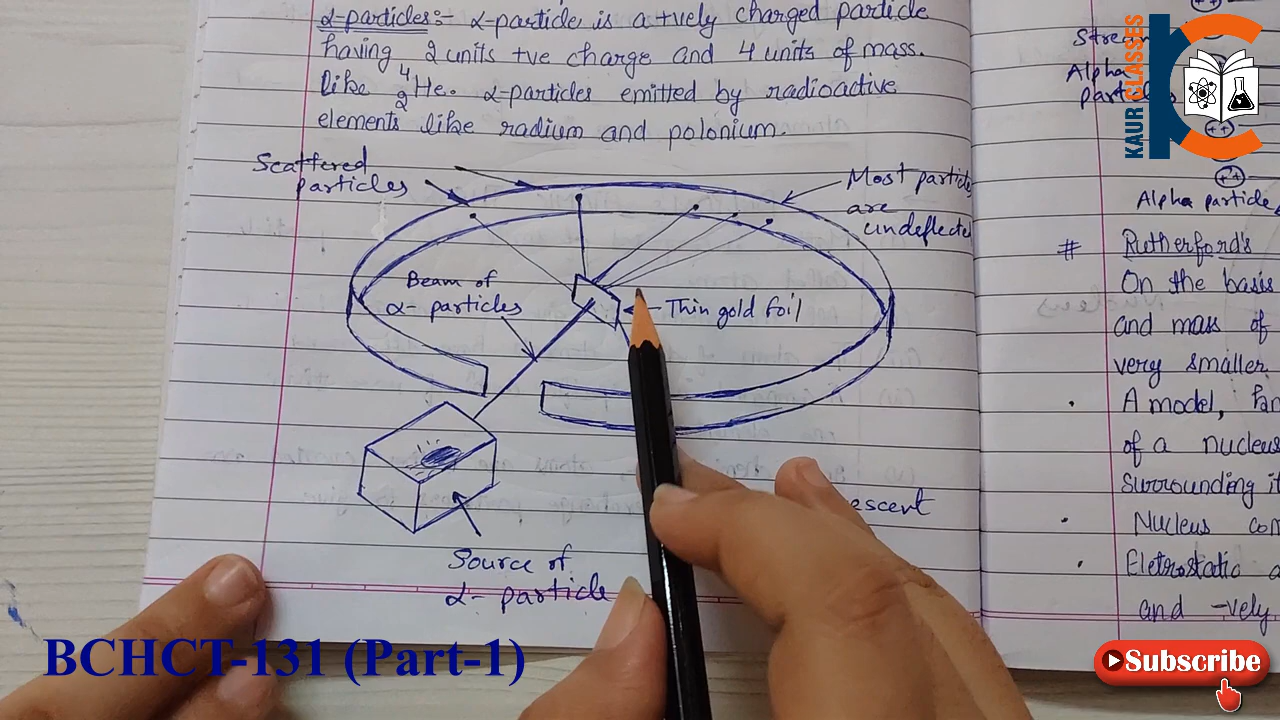 α-particles:- α-particle is a +vely charged particle
having 2 units +ve charge and 4 units of mass.
like ⁴₂He. α-particles emitted by radioactive
elements like radium and polonium.
Scattered
particles
Most particles
are
undeflected
Beam of
α- particles
Thin gold foil
Source of
α- particle
Alpha
Alpha particle
# Rutherford's
On the basis
and mass of
very smaller
A model,
of a nucleus
Surrounding it
Nucleus
Eletrostatic
and -vely
KAUR CLASSES
BCHCT-131 (Part-1)
Subscribe